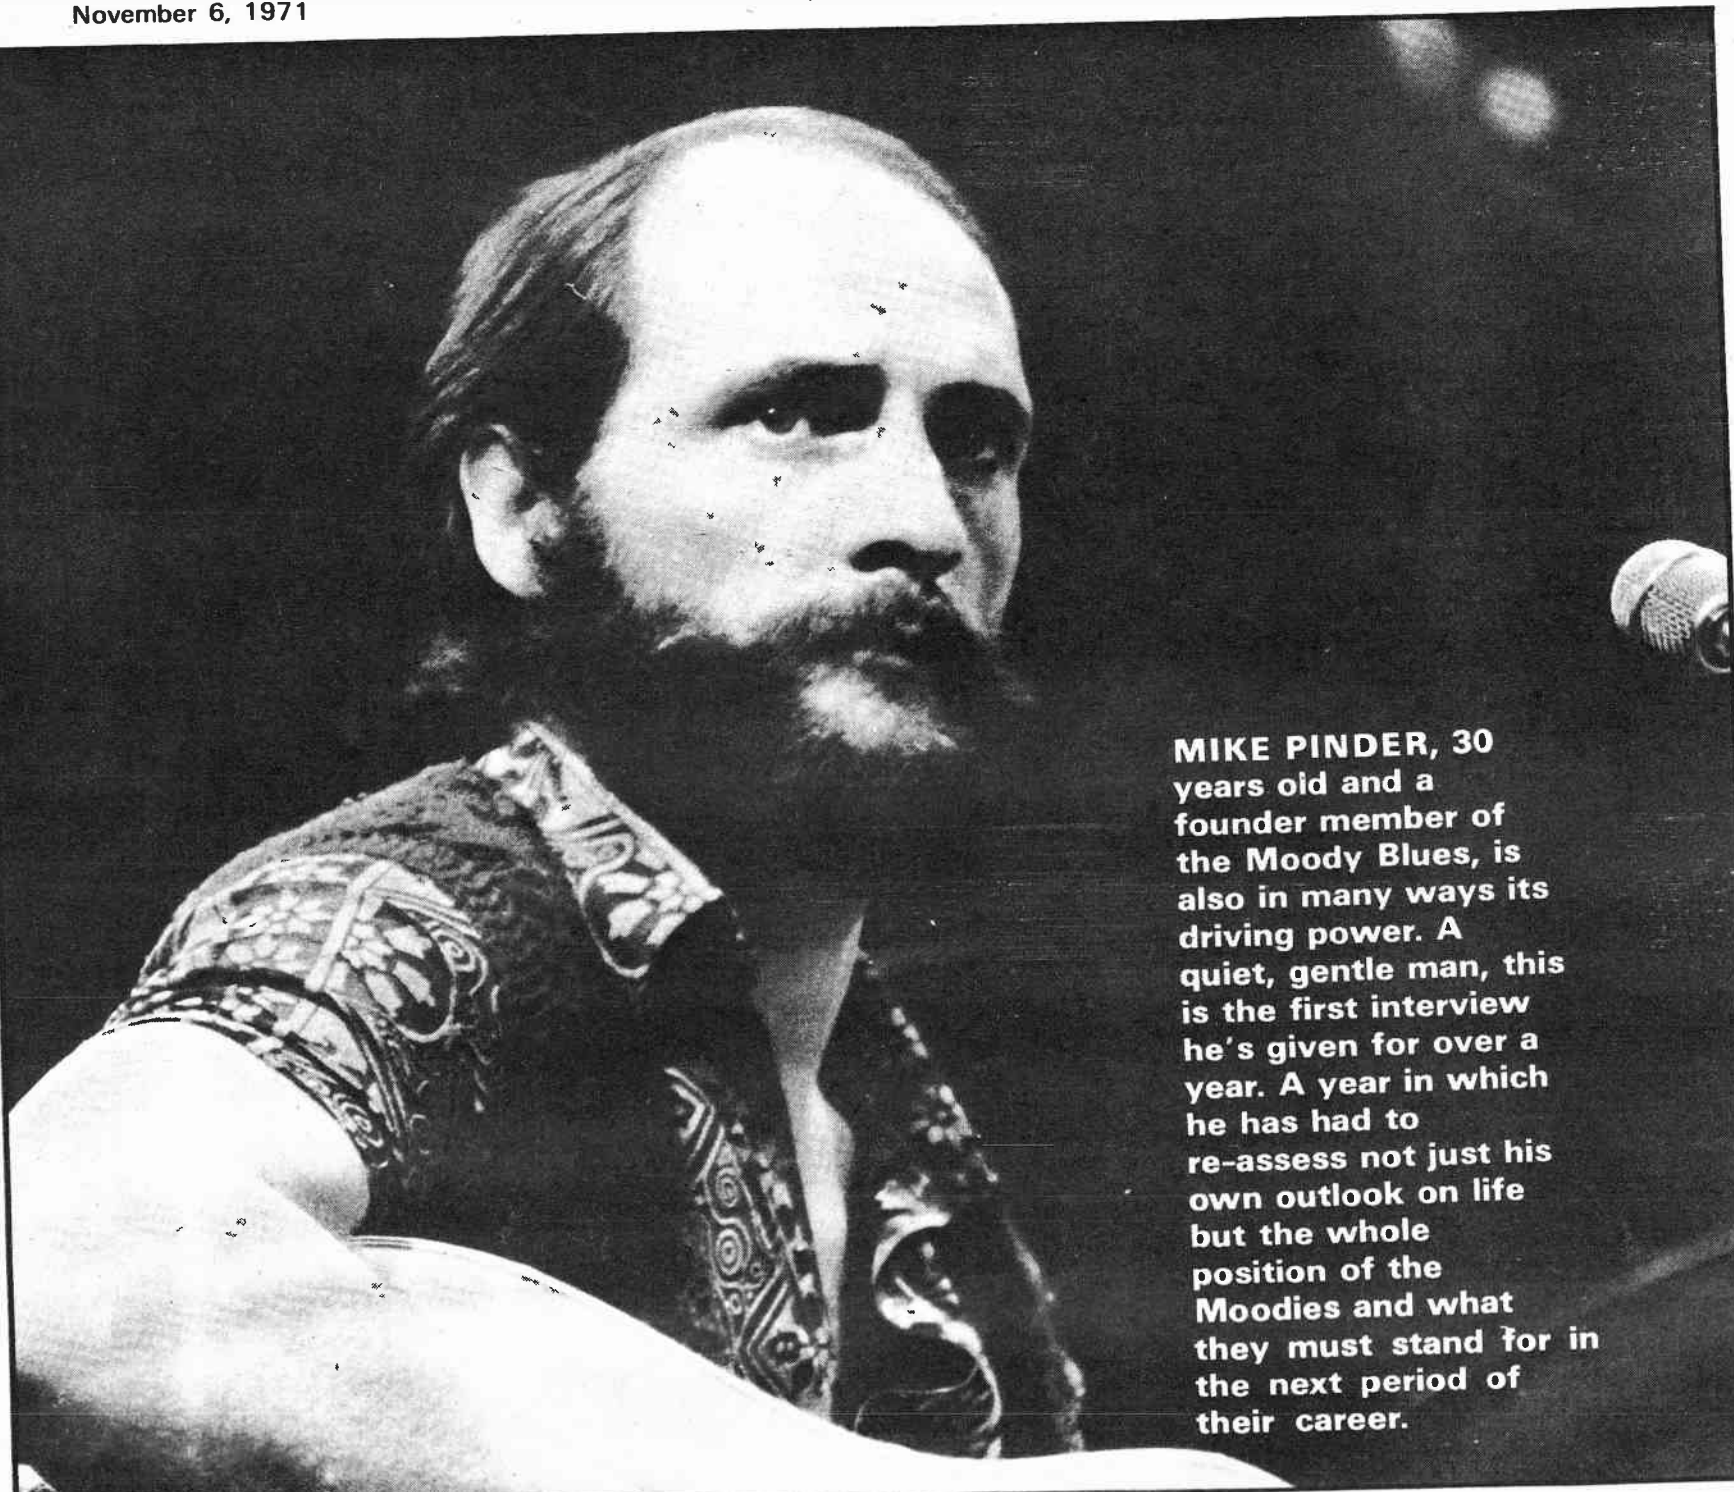 November 6, 1971
MIKE PINDER, 30
years old and a
founder member of
the Moody Blues, is
also in many ways its
driving power. A
quiet, gentle man, this
is the first interview
he's given for over a
year. A year in which
he has had to
re-assess not just his
own outlook on life
but the whole
position of the
Moodies and what
they must stand for in
the next period of
their career.